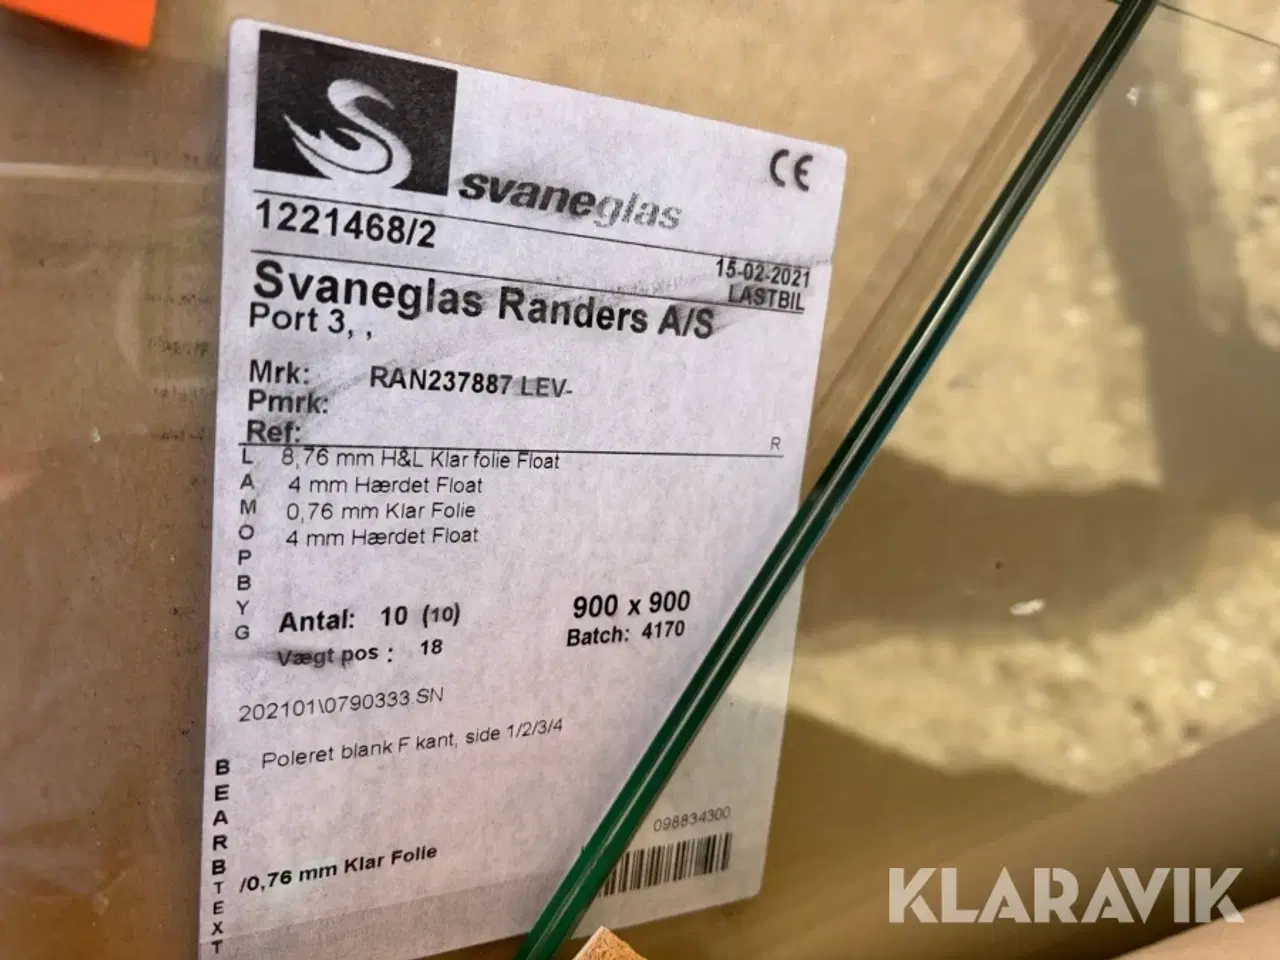 svaneglas
CE
1221468/2
15-02-2021
LASTBIL
Svaneglas Randers A/S
Port 3, ,
Mrk: RAN237887 LEV-
Pmrk:
Ref:
R
LAMOPBYG
8,76 mm H&L Klar folie Float
4 mm Hærdet Float
0,76 mm Klar Folie
4 mm Hærdet Float
Antal: 10 (10) 900 x 900
Vægt pos : 18 Batch: 4170
202101\0790333 SN
BEARBTEXT
Poleret blank F kant, side 1/2/3/4
/0,76 mm Klar Folie
098834300
KLARAVIK